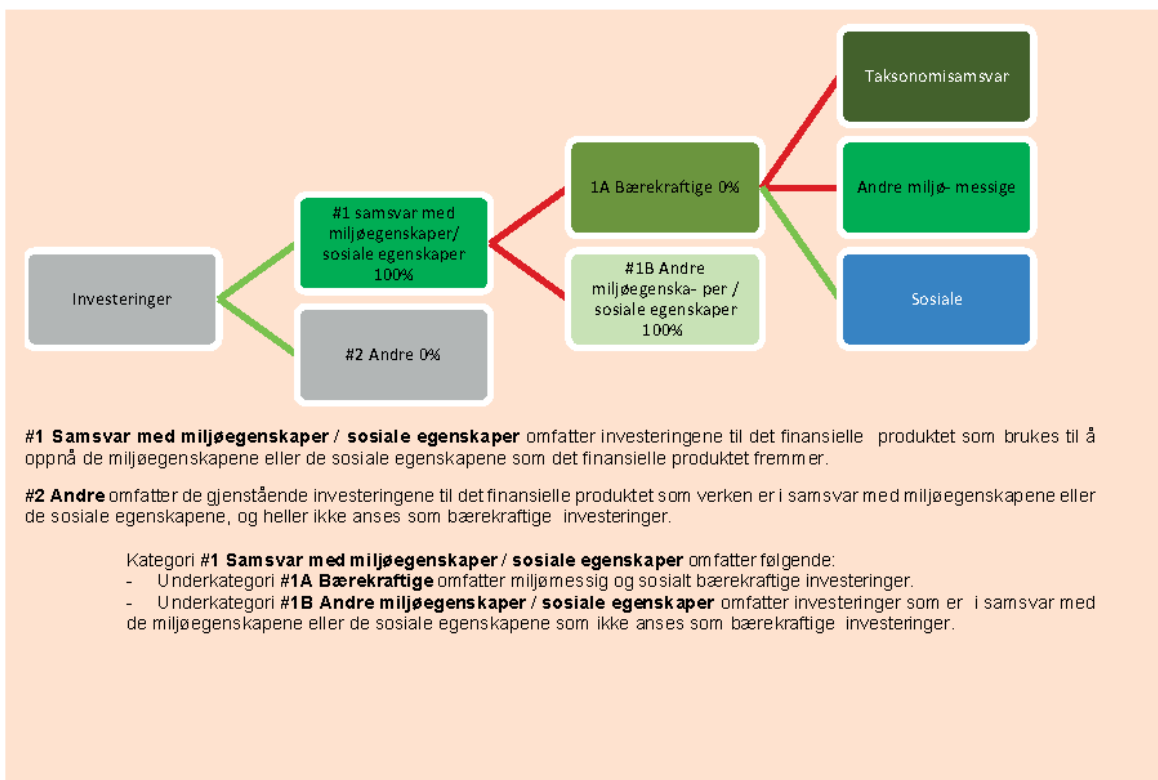 Investeringer
#1 samsvar med
miljøegenskaper/
sosiale egenskaper
100%
#2 Andre 0%
1A Bærekraftige 0%
#1B Andre
miljøegenska- per /
sosiale egenskaper
100%
Taksonomisamsvar
Andre miljø- messige
Sosiale
#1 Samsvar med miljøegenskaper / sosiale egenskaper omfatter investeringene til det finansielle produktet som brukes til å
oppnå de miljøegenskapene eller de sosiale egenskapene som det finansielle produktet fremmer.
#2 Andre omfatter de gjenstående investeringene til det finansielle produktet som verken er i samsvar med miljøegenskapene eller
de sosiale egenskapene, og heller ikke anses som bærekraftige investeringer.
Kategori #1 Samsvar med miljøegenskaper / sosiale egenskaper omfatter følgende:
- Underkategori #1A Bærekraftige omfatter miljømessig og sosialt bærekraftige investeringer.
- Underkategori #1B Andre miljøegenskaper / sosiale egenskaper omfatter investeringer som er i samsvar med
de miljøegenskapene eller de sosiale egenskapene som ikke anses som bærekraftige investeringer.